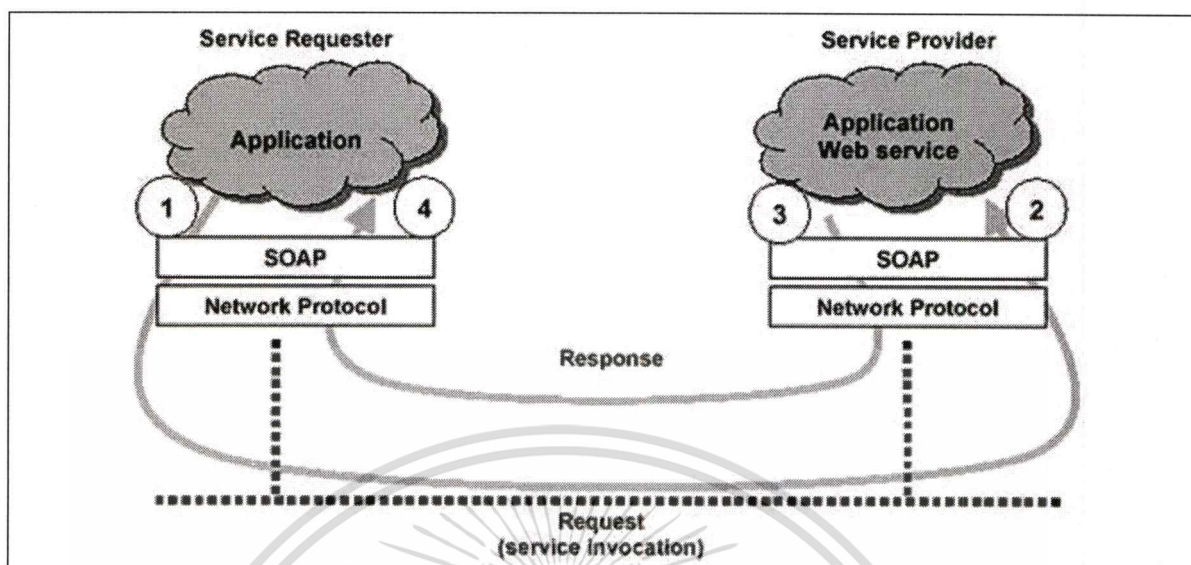 Service Requester
Service Provider
Application
Application
Web service
1
4
3
2
SOAP
SOAP
Network Protocol
Network Protocol
Response
Request
(service invocation)